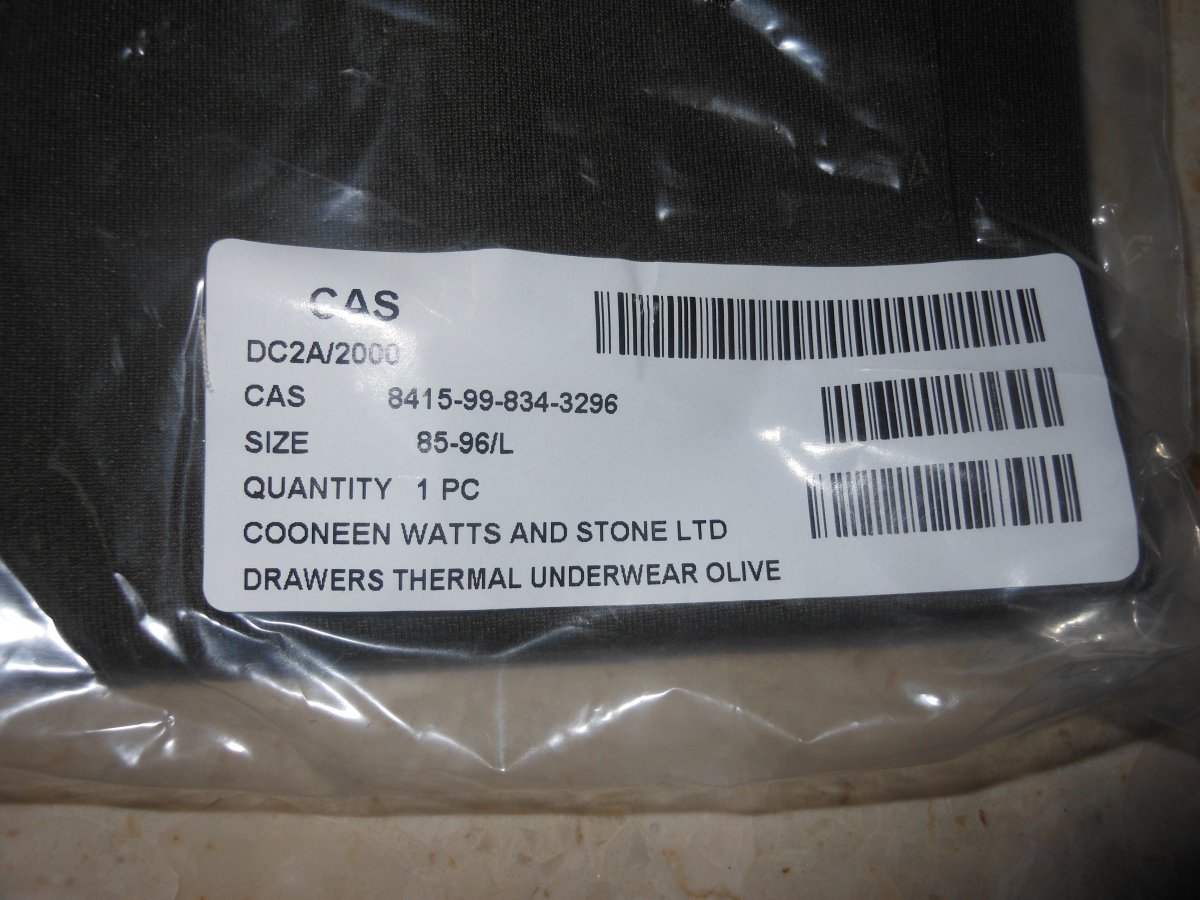 CAS
DC2A/2000
CAS 8415-99-834-3296
SIZE 85-96/L
QUANTITY 1 PC
COONEEN WATTS AND STONE LTD
DRAWERS THERMAL UNDERWEAR OLIVE